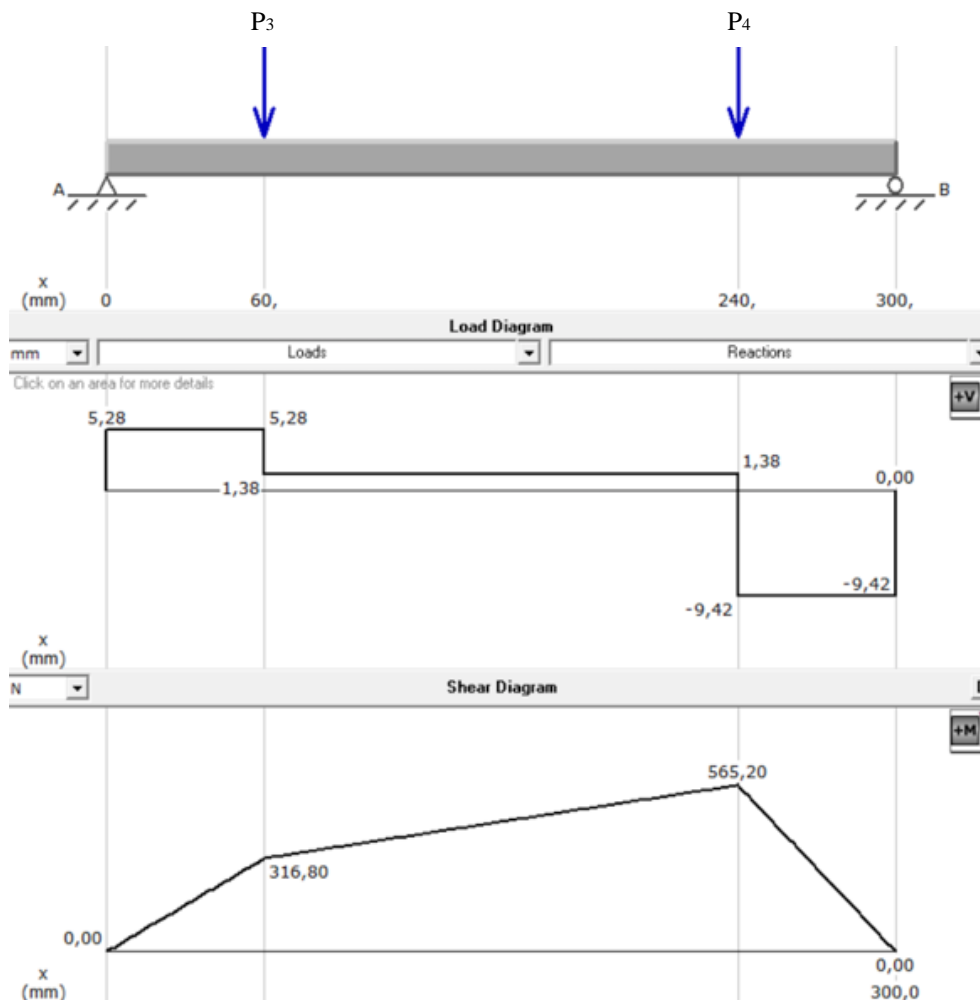 P₃ P₄
A B
x
(mm) 0 60, 240, 300,
Load Diagram
mm Loads Reactions
Click on an area for more details
+V
5,28 5,28
1,38
0,00
1,38
-9,42
-9,42
x
(mm)
N Shear Diagram
+M
565,20
316,80
0,00
0,00
x
(mm) 300,0